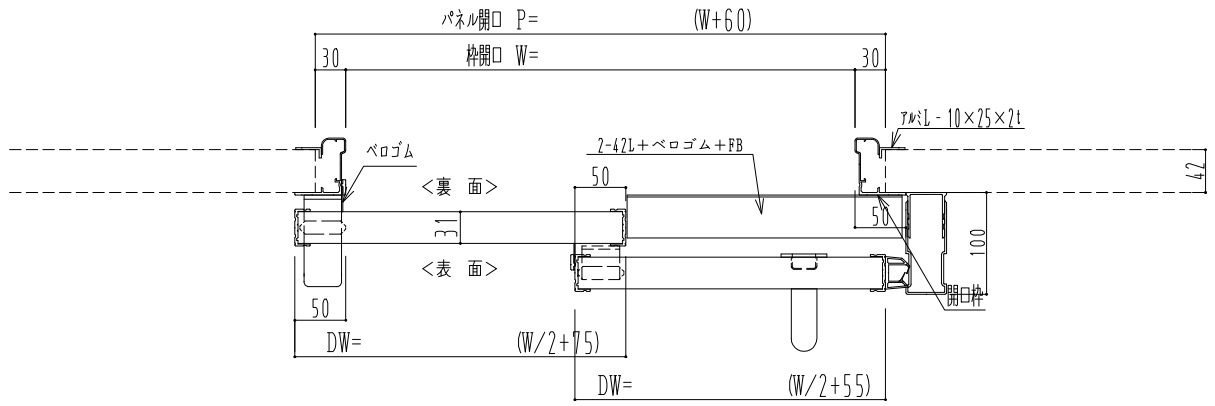 パネル開口 P= (W+60)
30 枠開口 W= 30
アルミL - 10×25×2t
ベロゴム
2-42L+ベロゴム+FB
42
<裏 面>
50
50
31
100
<表 面>
開口枠
50
DW= (W/2+75)
DW= (W/2+55)